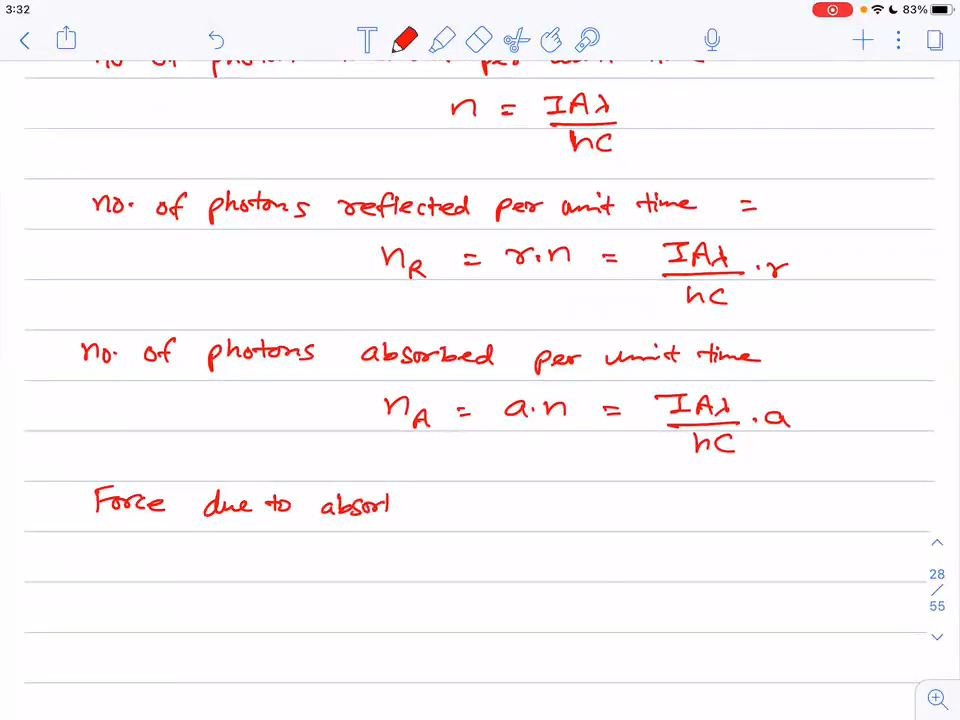 3:32
83%
n = IAλ / hc
no. of photons reflected per unit time =
n_R = r.n = IAλ / hc . r
no. of photons absorbed per unit time
n_A = a.n = IAλ / hc . a
Force due to absorb
28
/
55